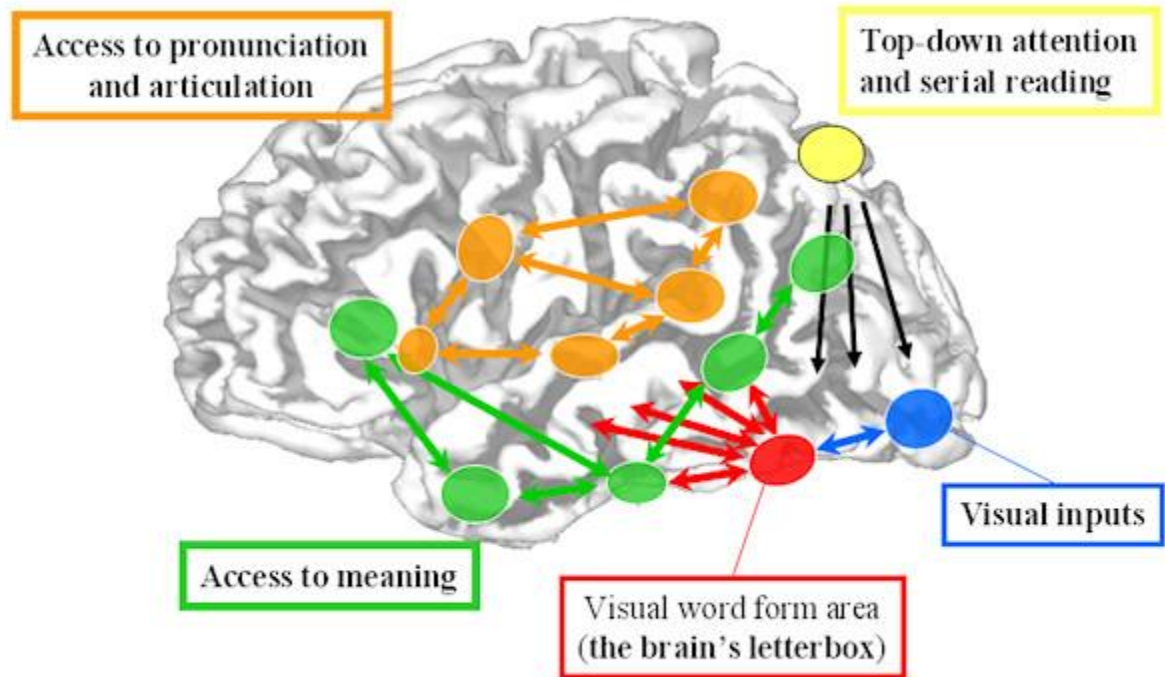 Access to pronunciation
and articulation
Top-down attention
and serial reading
Visual inputs
Access to meaning
Visual word form area
(the brain's letterbox)